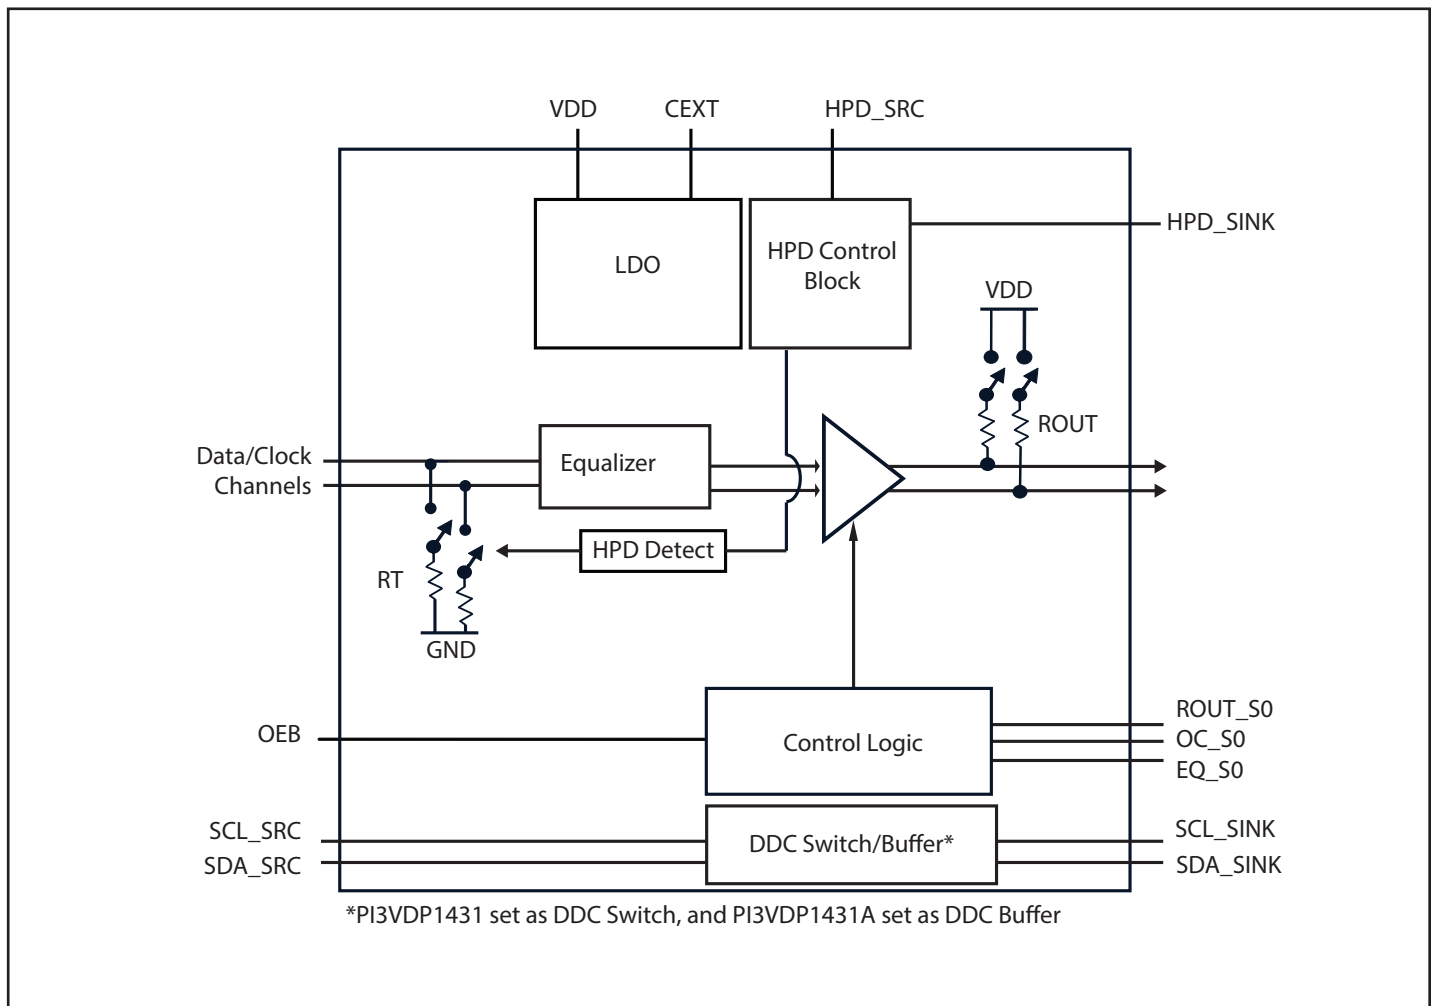 VDD
CEXT
HPD_SRC
HPD_SINK
LDO
HPD Control
Block
VDD
ROUT
Data/Clock
Channels
Equalizer
HPD Detect
RT
GND
OEB
Control Logic
ROUT_S0
OC_S0
EQ_S0
SCL_SRC
SDA_SRC
DDC Switch/Buffer*
SCL_SINK
SDA_SINK
*PI3VDP1431 set as DDC Switch, and PI3VDP1431A set as DDC Buffer